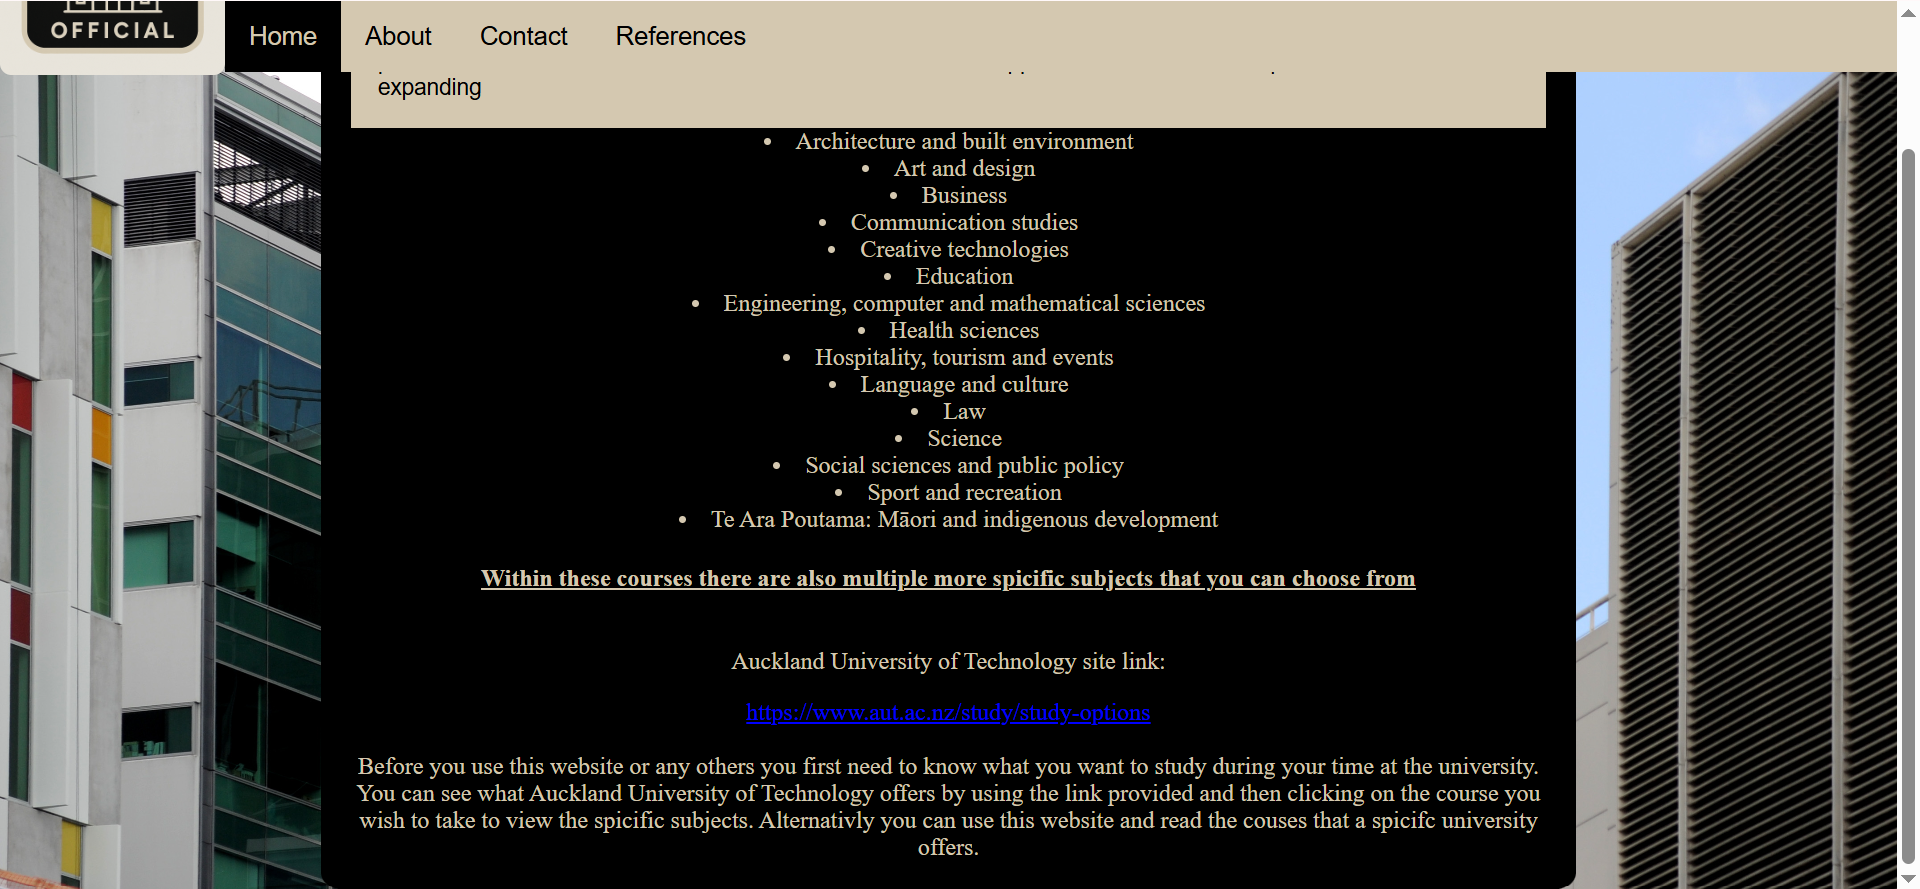 OFFICIAL
Home
About
Contact
References
expanding
• Architecture and built environment
• Art and design
• Business
• Communication studies
• Creative technologies
• Education
• Engineering, computer and mathematical sciences
• Health sciences
• Hospitality, tourism and events
• Language and culture
• Law
• Science
• Social sciences and public policy
• Sport and recreation
• Te Ara Poutama: Māori and indigenous development
Within these courses there are also multiple more spicific subjects that you can choose from
Auckland University of Technology site link:
https://www.aut.ac.nz/study/study-options
Before you use this website or any others you first need to know what you want to study during your time at the university.
You can see what Auckland University of Technology offers by using the link provided and then clicking on the course you
wish to take to view the spicific subjects. Alternativly you can use this website and read the couses that a spicifc university
offers.